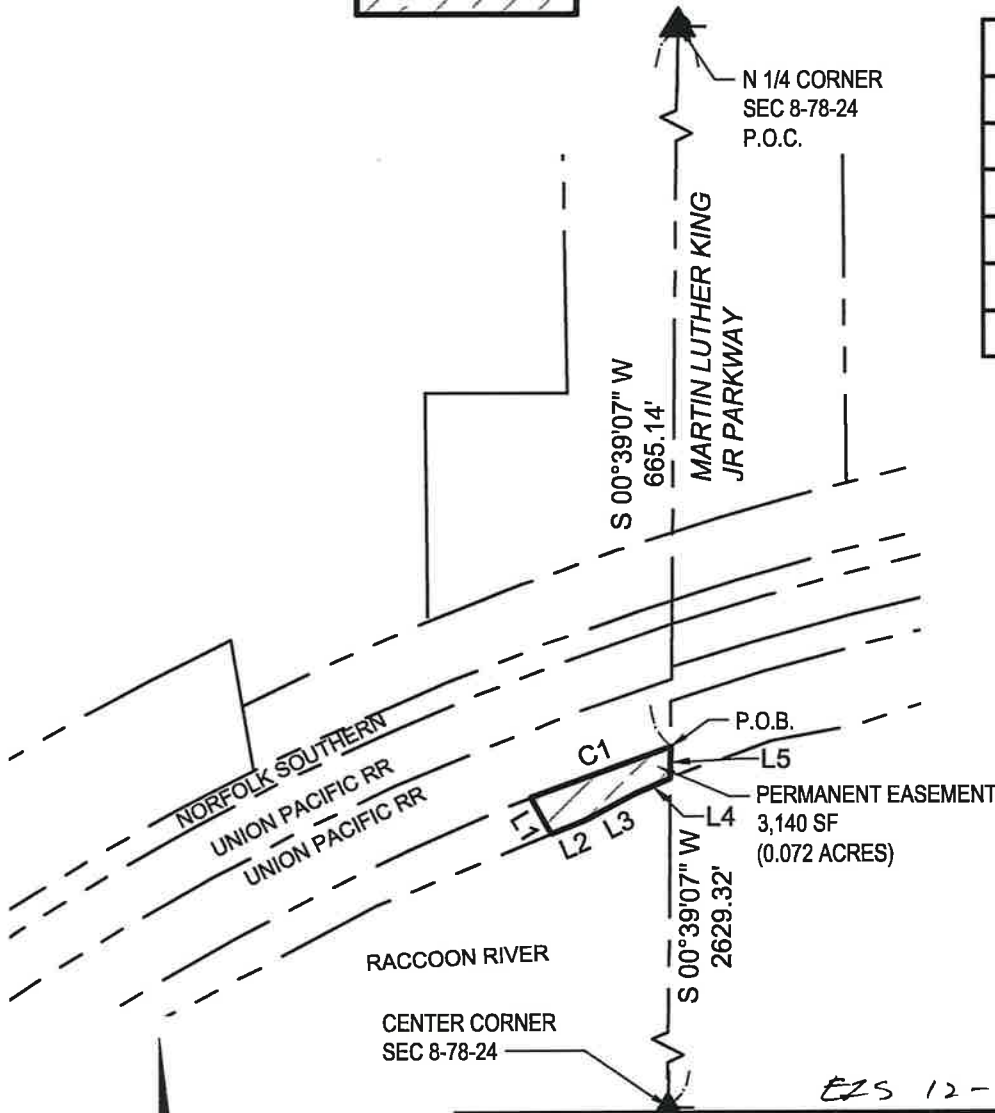 N 1/4 CORNER
SEC 8-78-24
P.O.C.
MARTIN LUTHER KING
JR PARKWAY
S 00°39'07" W
665.14'
NORFOLK SOUTHERN
UNION PACIFIC RR
UNION PACIFIC RR
C1
P.O.B.
L5
L1
L2
L3
L4
PERMANENT EASEMENT
3,140 SF
(0.072 ACRES)
S 00°39'07" W
2629.32'
RACCOON RIVER
CENTER CORNER
SEC 8-78-24
12-